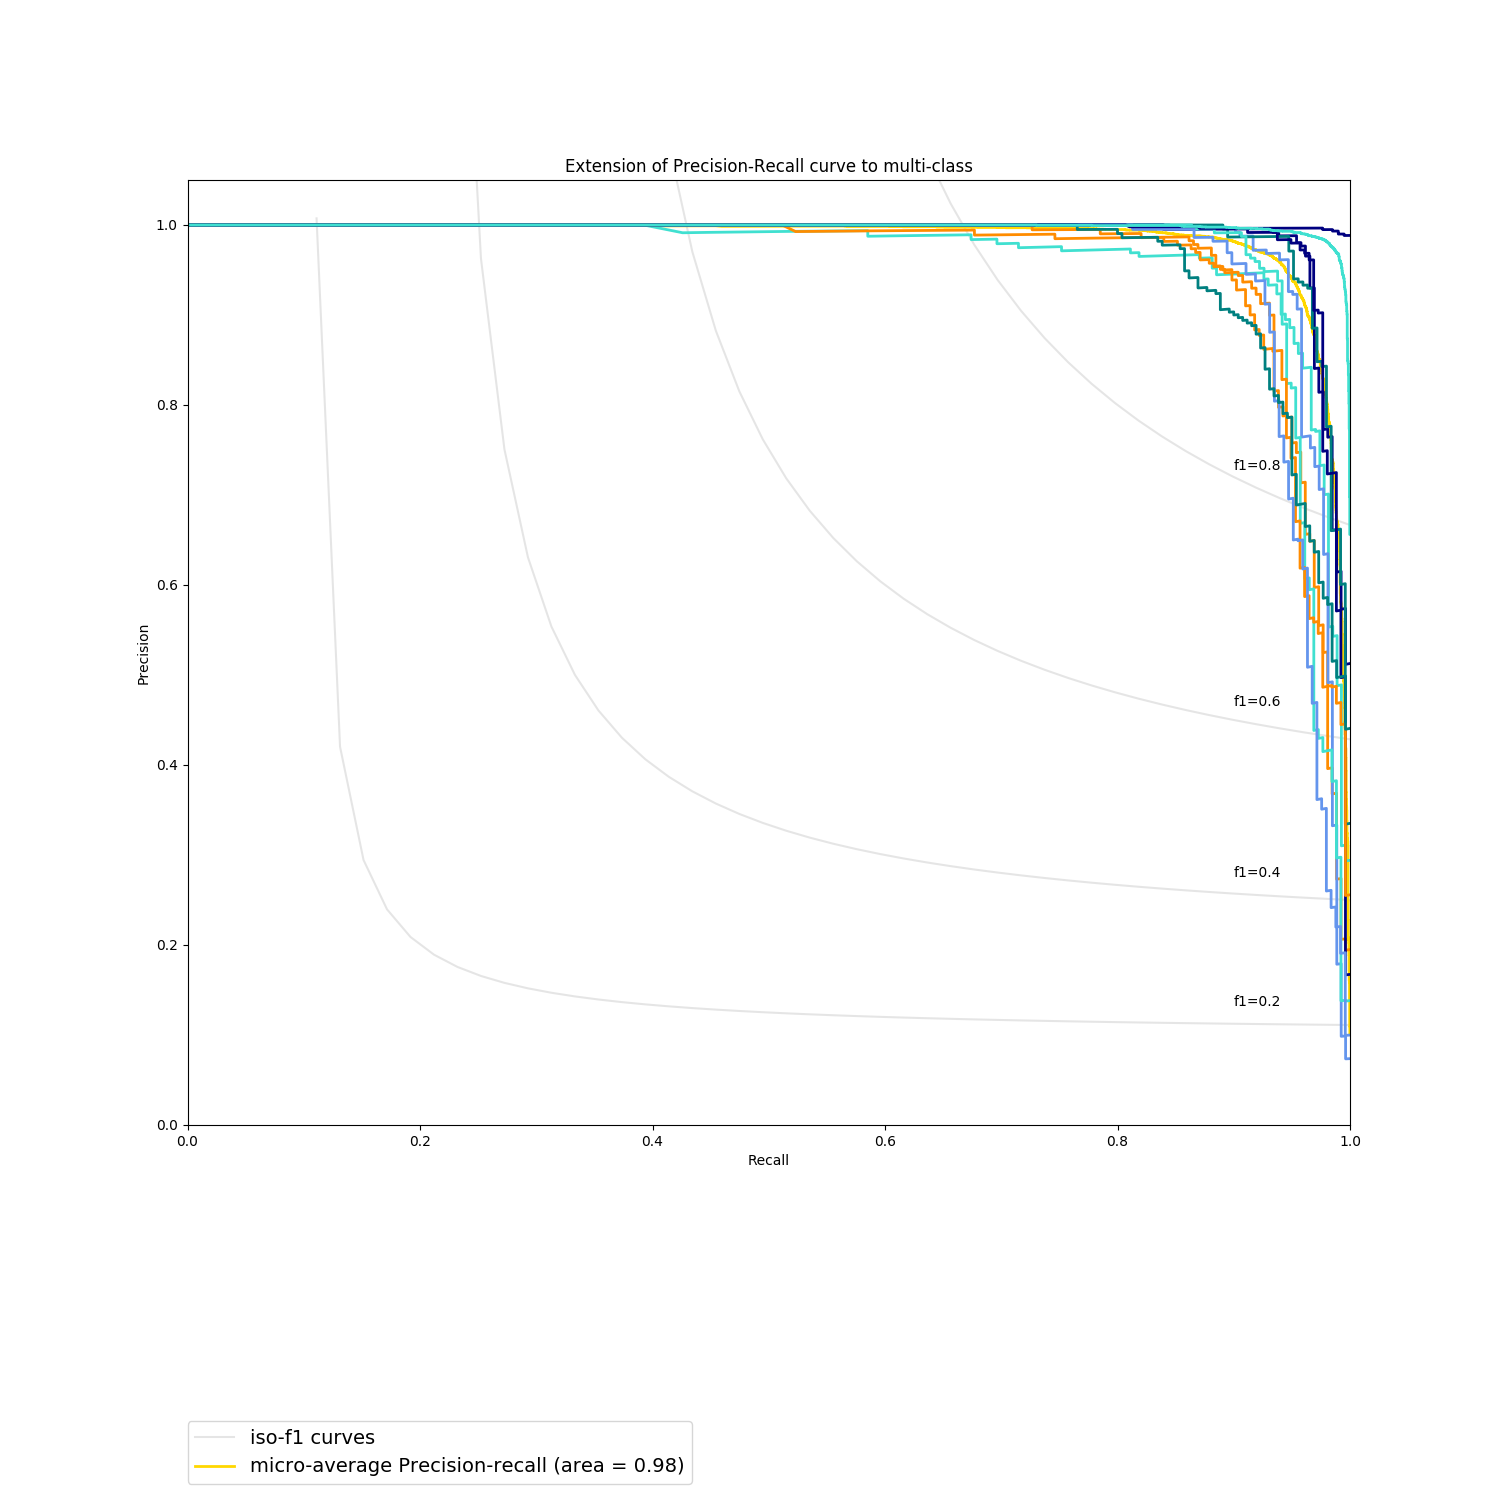 Extension of Precision-Recall curve to multi-class
1.0
0.8
0.6
0.4
0.2
0.0
Precision
f1=0.8
f1=0.6
f1=0.4
f1=0.2
0.0 0.2 0.4 0.6 0.8 1.0
Recall
iso-f1 curves
micro-average Precision-recall (area = 0.98)